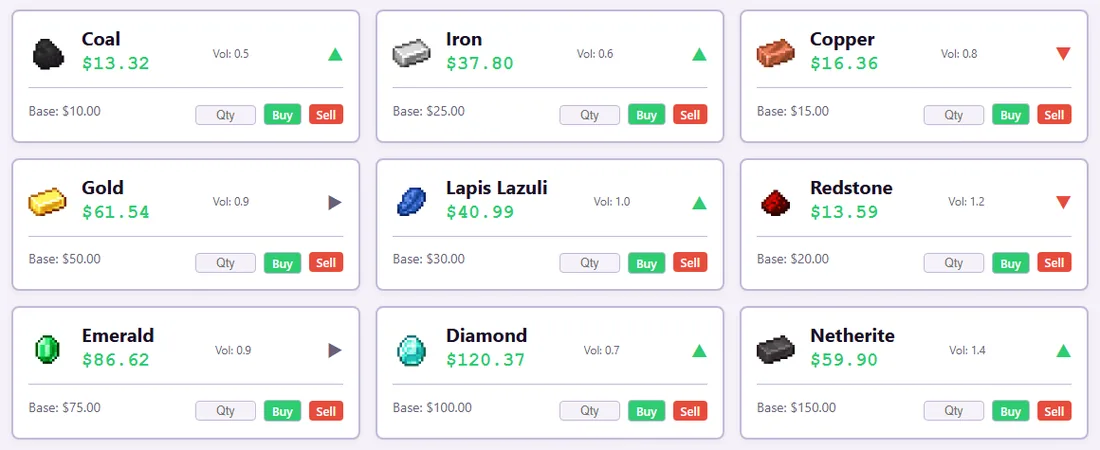 Coal
$13.32
Vol: 0.5
Base: $10.00
Qty
Buy
Sell
Iron
$37.80
Vol: 0.6
Base: $25.00
Qty
Buy
Sell
Copper
$16.36
Vol: 0.8
Base: $15.00
Qty
Buy
Sell
Gold
$61.54
Vol: 0.9
Base: $50.00
Qty
Buy
Sell
Lapis Lazuli
$40.99
Vol: 1.0
Base: $30.00
Qty
Buy
Sell
Redstone
$13.59
Vol: 1.2
Base: $20.00
Qty
Buy
Sell
Emerald
$86.62
Vol: 0.9
Base: $75.00
Qty
Buy
Sell
Diamond
$120.37
Vol: 0.7
Base: $100.00
Qty
Buy
Sell
Netherite
$59.90
Vol: 1.4
Base: $150.00
Qty
Buy
Sell